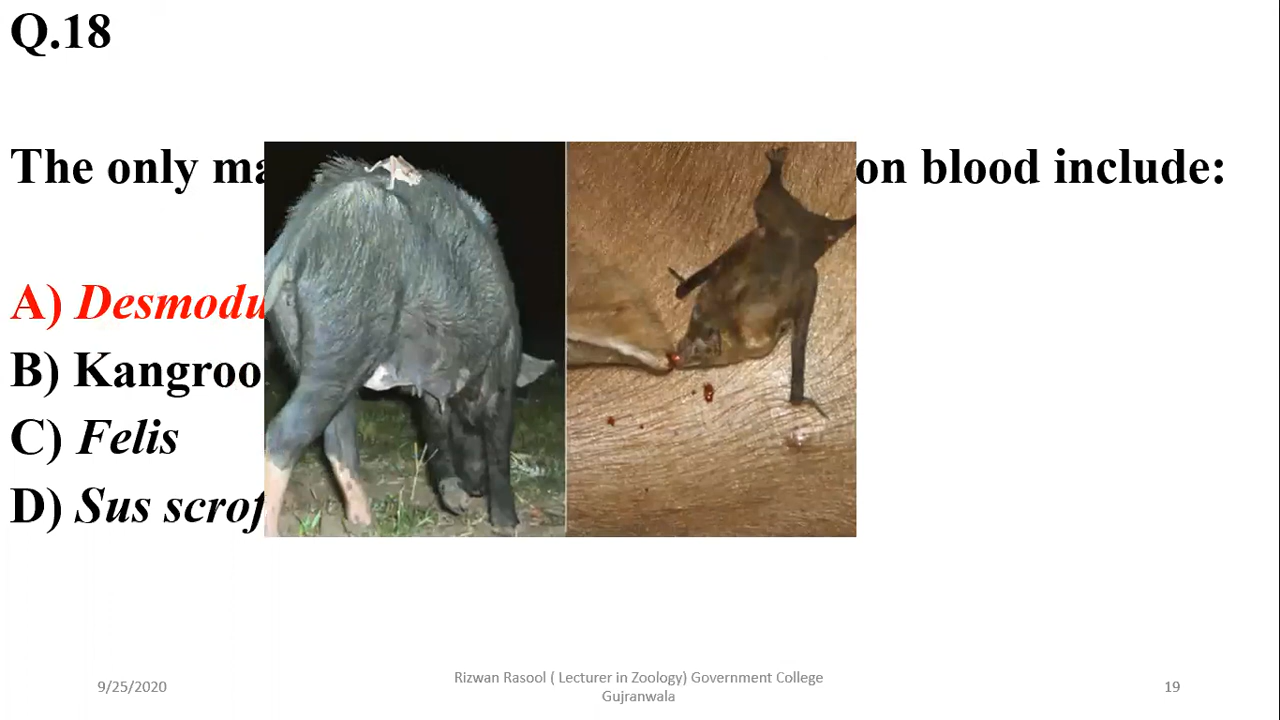 Q.18
The only ma on blood include:
A) Desmodu
B) Kangroo
C) Felis
D) Sus scrof
Rizwan Rasool ( Lecturer in Zoology) Government College
9/25/2020 19
Gujranwala